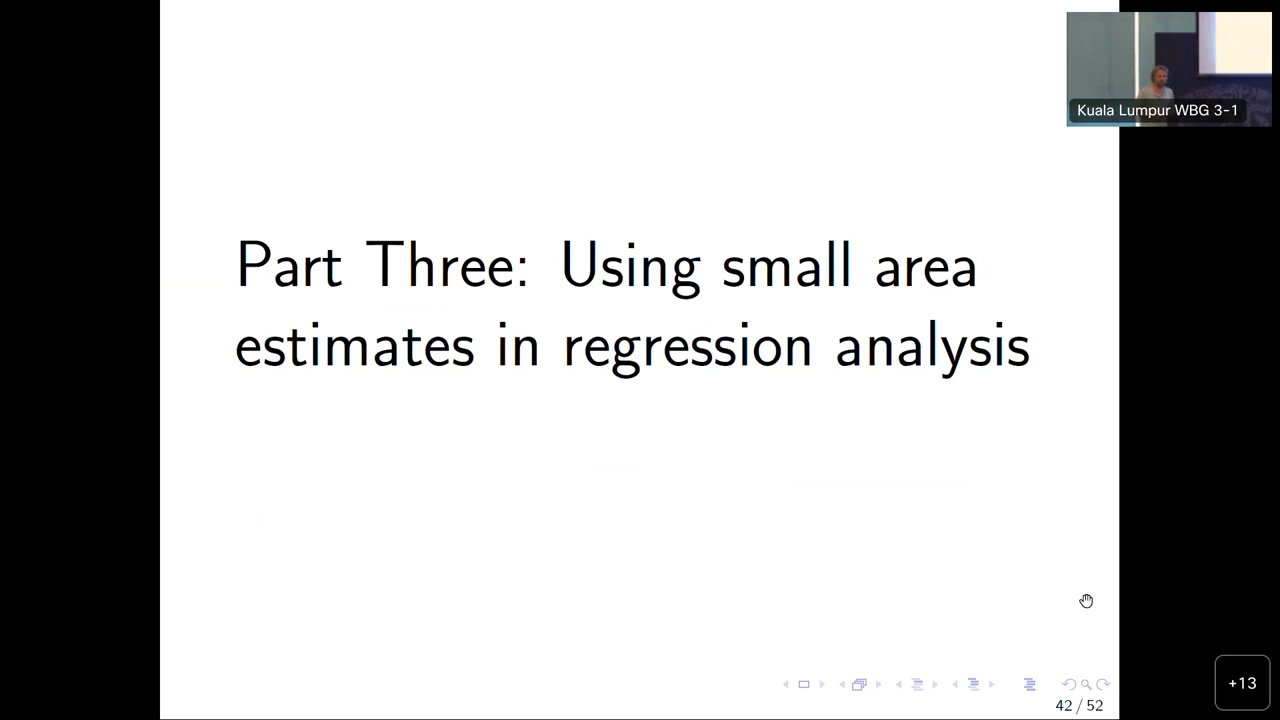 Kuala Lumpur WBG 3-1
Part Three: Using small area
estimates in regression analysis
+13
42 / 52